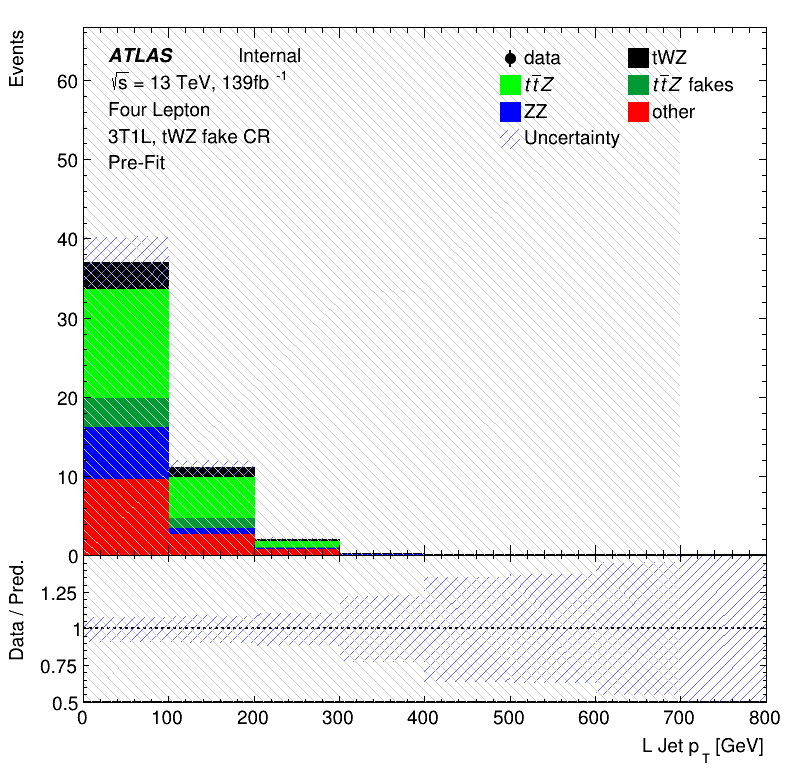 Events
ATLAS Internal
√s = 13 TeV, 139fb -1
Four Lepton
3T1L, tWZ fake CR
Pre-Fit
data
tWZ
tt̄Z
tt̄Z fakes
ZZ
other
Uncertainty
60
50
40
30
20
10
0
Data / Pred.
1.25
1
0.75
0.5
0 100 200 300 400 500 600 700 800
L Jet p_T [GeV]